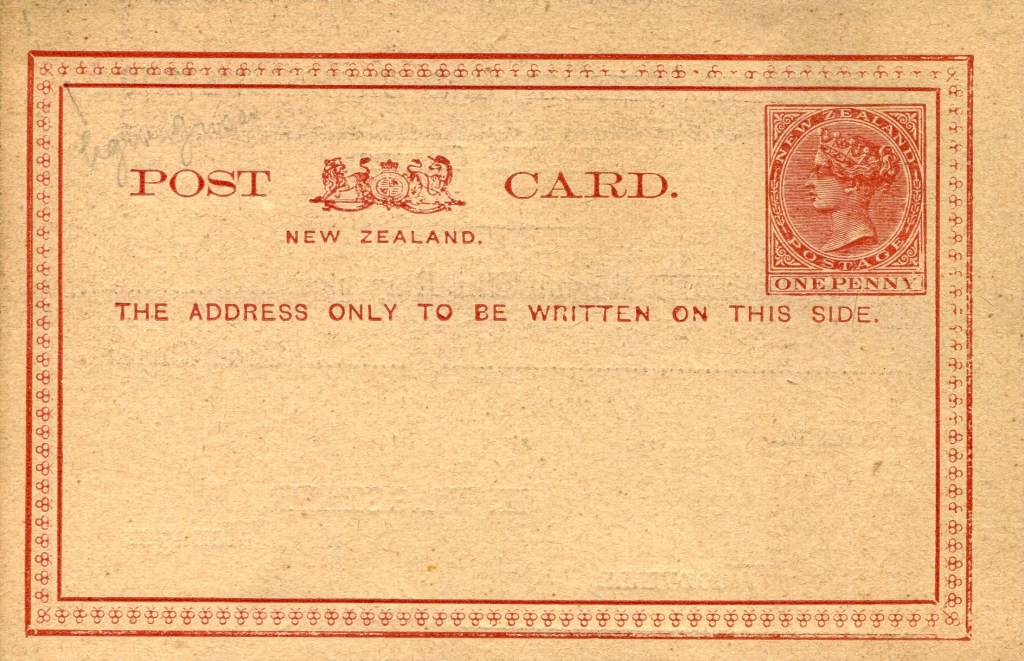 POST CARD.
NEW ZEALAND.
NEW ZEALAND
POSTAGE
ONE PENNY
THE ADDRESS ONLY TO BE WRITTEN ON THIS SIDE.